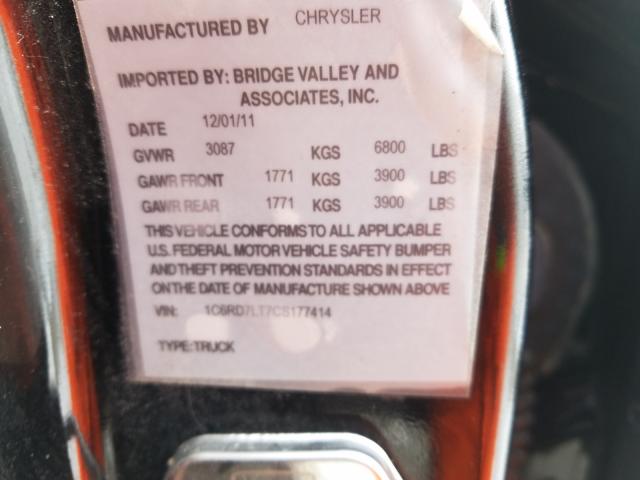 MANUFACTURED BY CHRYSLER
IMPORTED BY: BRIDGE VALLEY AND
ASSOCIATES, INC.
DATE 12/01/11
GVWR 3087 KGS 6800 LBS
GAWR FRONT 1771 KGS 3900 LBS
GAWR REAR 1771 KGS 3900 LBS
THIS VEHICLE CONFORMS TO ALL APPLICABLE
U.S. FEDERAL MOTOR VEHICLE SAFETY BUMPER
AND THEFT PREVENTION STANDARDS IN EFFECT
ON THE DATE OF MANUFACTURE SHOWN ABOVE
VIN: 1C6RD7LT7CS177414
TYPE:TRUCK